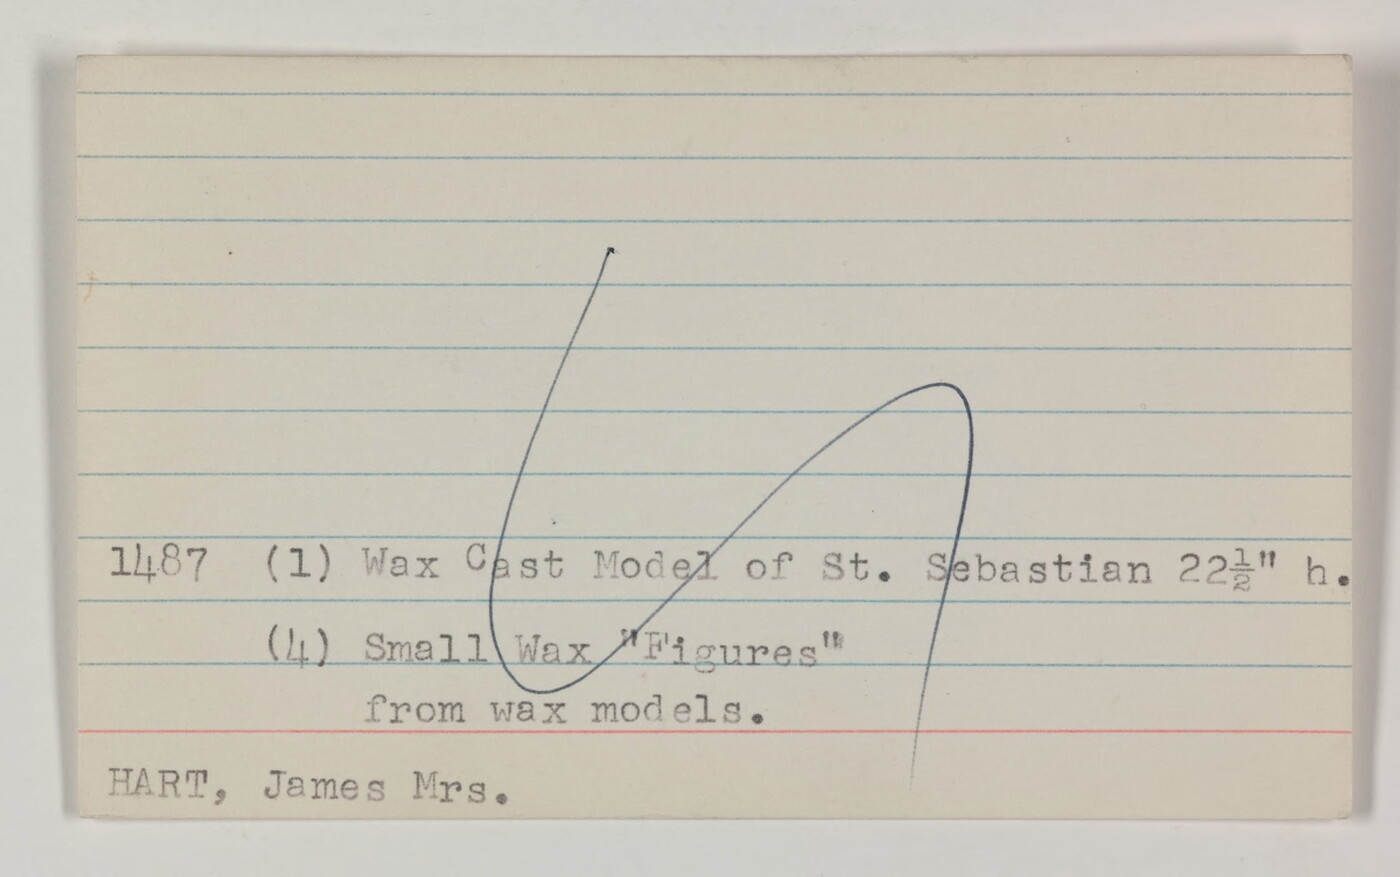 1487 (1) Wax Cast Model of St. Sebastian 22½" h.
(4) Small Wax "Figures"
from wax models.
HART, James Mrs.